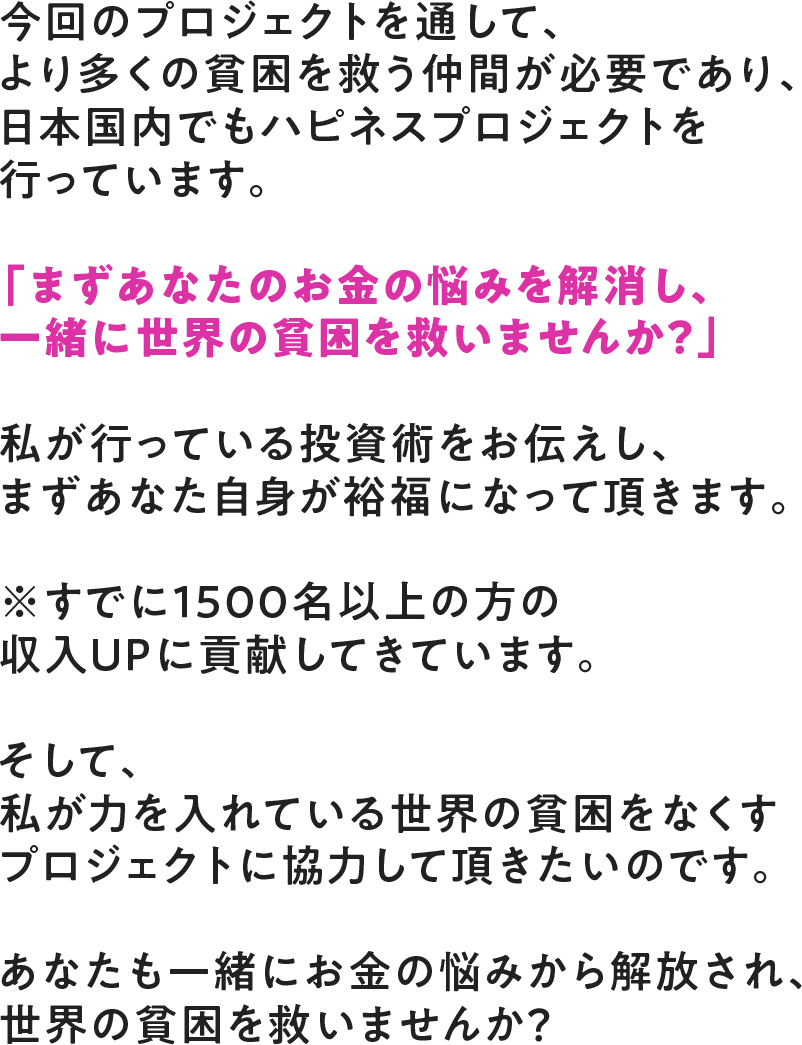 今回のプロジェクトを通して、
より多くの貧困を救う仲間が必要であり、
日本国内でもハピネスプロジェクトを
行っています。
「まずあなたのお金の悩みを解消し、
一緒に世界の貧困を救いませんか？」
私が行っている投資術をお伝えし、
まずあなた自身が裕福になって頂きます。
※すでに1500名以上の方の
収入UPに貢献してきています。
そして、
私が力を入れている世界の貧困をなくす
プロジェクトに協力して頂きたいのです。
あなたも一緒にお金の悩みから解放され、
世界の貧困を救いませんか？